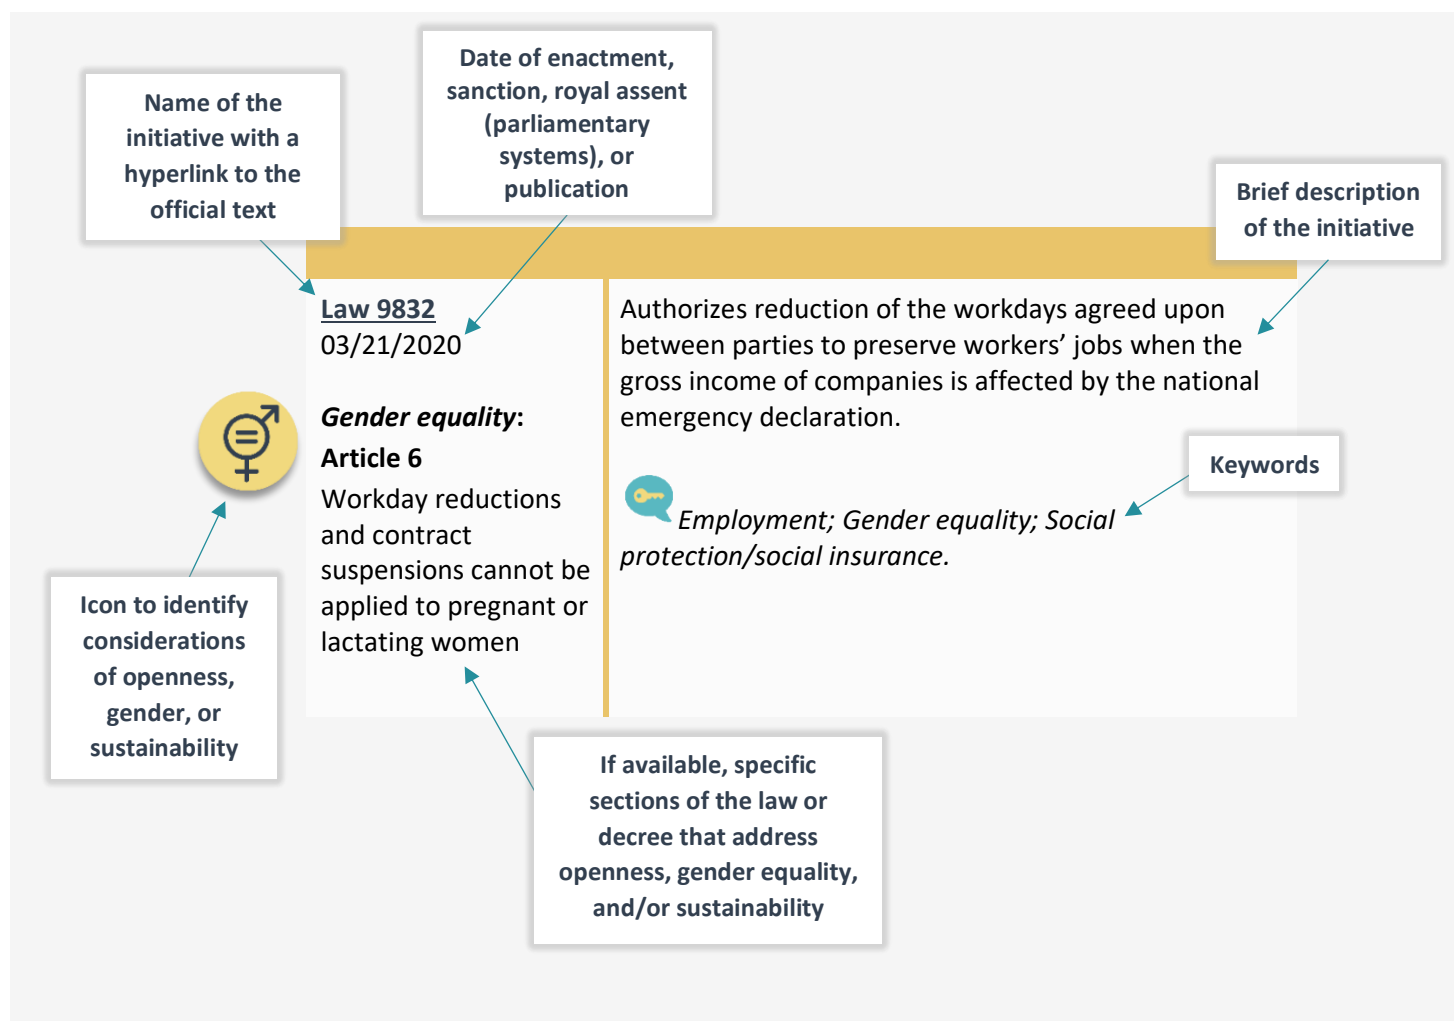 Date of enactment,
sanction, royal assent
(parliamentary
systems), or
publication
Name of the
initiative with a
hyperlink to the
official text
Brief description
of the initiative
Law 9832
03/21/2020
Gender equality:
Article 6
Workday reductions
and contract
suspensions cannot be
applied to pregnant or
lactating women
Authorizes reduction of the workdays agreed upon
between parties to preserve workers’ jobs when the
gross income of companies is affected by the national
emergency declaration.
Keywords
Employment; Gender equality; Social
protection/social insurance.
Icon to identify
considerations
of openness,
gender, or
sustainability
If available, specific
sections of the law or
decree that address
openness, gender equality,
and/or sustainability